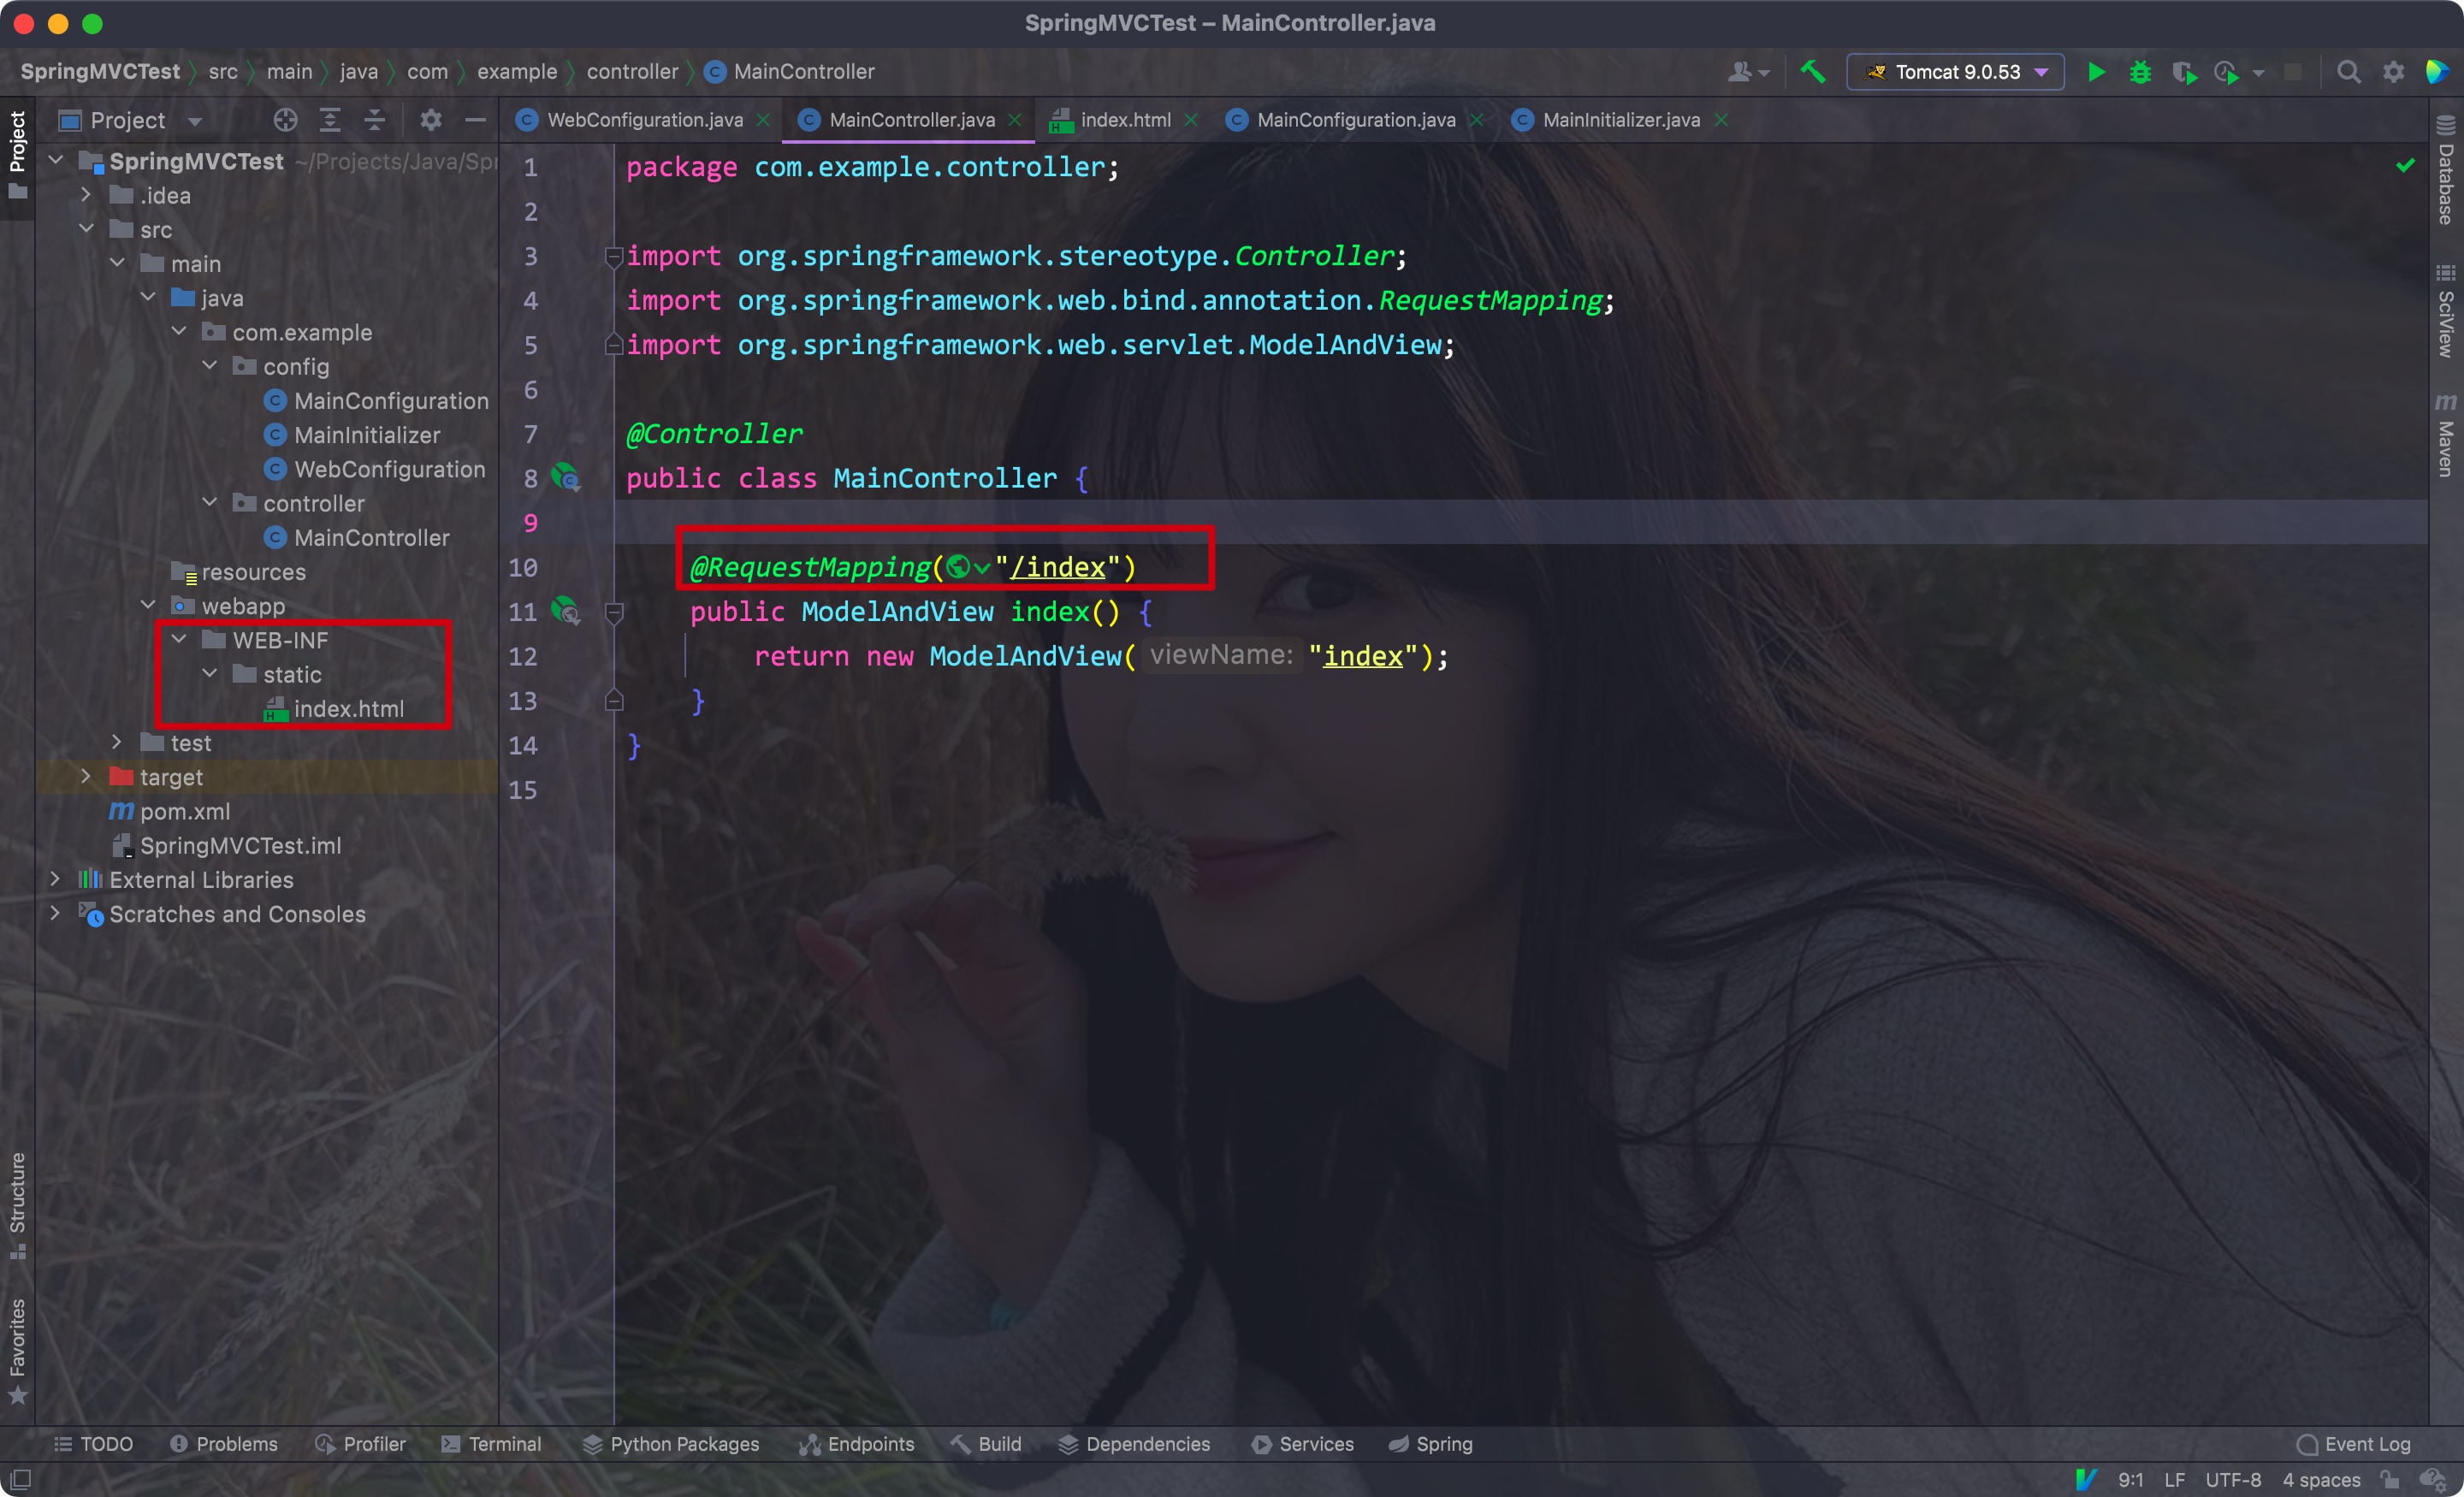 SpringMVCTest – MainController.java
SpringMVCTest src main java com example controller MainController
Tomcat 9.0.53
Project
WebConfiguration.java MainController.java index.html MainConfiguration.java MainInitializer.java
Project
Structure
Favorites
SpringMVCTest ~/Projects/Java/Spr
.idea
src
main
java
com.example
config
MainConfiguration
MainInitializer
WebConfiguration
controller
MainController
resources
webapp
WEB-INF
static
index.html
test
target
pom.xml
SpringMVCTest.iml
External Libraries
Scratches and Consoles
1 package com.example.controller;
2
3 import org.springframework.stereotype.Controller;
4 import org.springframework.web.bind.annotation.RequestMapping;
5 import org.springframework.web.servlet.ModelAndView;
6
7 @Controller
8 public class MainController {
9
10 @RequestMapping("/index")
11 public ModelAndView index() {
12 return new ModelAndView( viewName: "index");
13 }
14 }
15
Database
SciView
Maven
TODO Problems Profiler Terminal Python Packages Endpoints Build Dependencies Services Spring Event Log
9:1 LF UTF-8 4 spaces